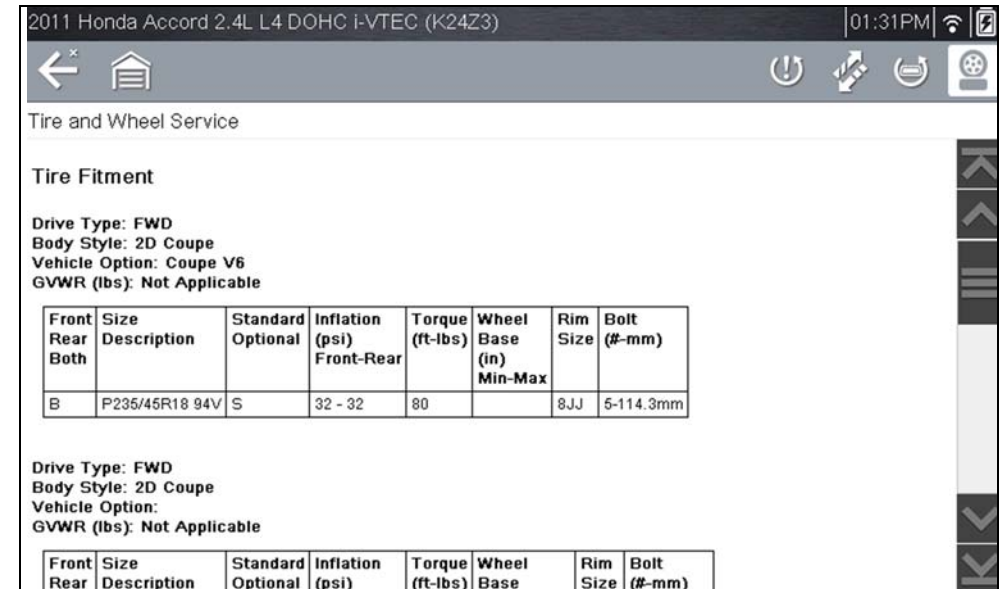 2011 Honda Accord 2.4L L4 DOHC i-VTEC (K24Z3) 01:31PM
Tire and Wheel Service
Tire Fitment
Drive Type: FWD
Body Style: 2D Coupe
Vehicle Option: Coupe V6
GVWR (lbs): Not Applicable
Front Size Standard Inflation Torque Wheel Rim Bolt
Rear Description Optional (psi) (ft-lbs) Base Size (#-mm)
Both Front-Rear (in)
Min-Max
B P235/45R18 94V S 32 - 32 80 8JJ 5-114.3mm
Drive Type: FWD
Body Style: 2D Coupe
Vehicle Option:
GVWR (lbs): Not Applicable
Front Size Standard Inflation Torque Wheel Rim Bolt
Rear Description Optional (psi) (ft-lbs) Base Size (#-mm)